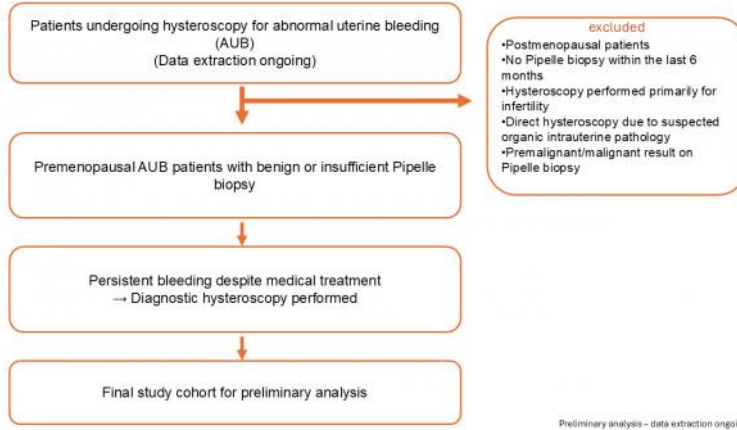 Patients undergoing hysteroscopy for abnormal uterine bleeding
(AUB)
(Data extraction ongoing)
excluded
•Postmenopausal patients
•No Pipelle biopsy within the last 6
months
•Hysteroscopy performed primarily for
infertility
•Direct hysteroscopy due to suspected
organic intrauterine pathology
•Premalignant/malignant result on
Pipelle biopsy
Premenopausal AUB patients with benign or insufficient Pipelle
biopsy
Persistent bleeding despite medical treatment
→ Diagnostic hysteroscopy performed
Final study cohort for preliminary analysis
Preliminary analysis – data extraction